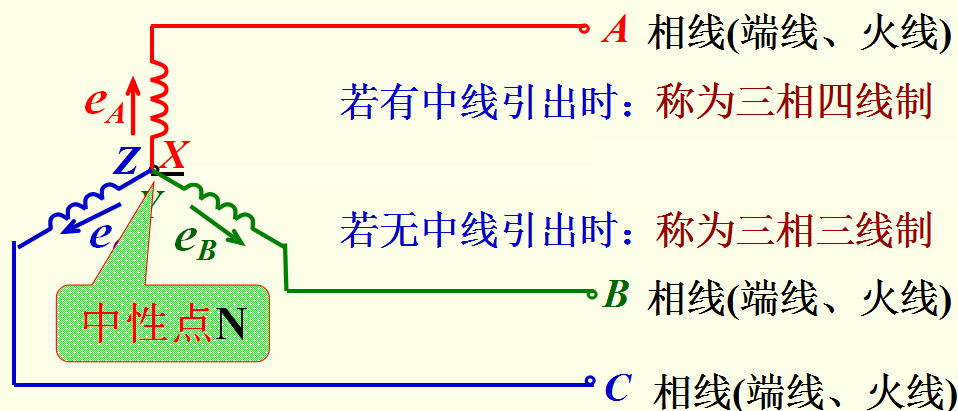 A 相线(端线、火线)
eA
若有中线引出时：称为三相四线制
Z X
若无中线引出时：称为三相三线制
eB
B 相线(端线、火线)
中性点N
C 相线(端线、火线)